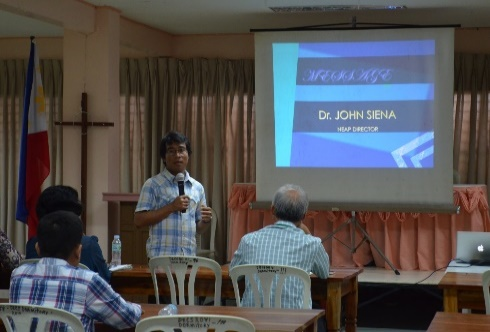 MESSAGE
Dr. JOHN SIENA
HEAP DIRECTOR